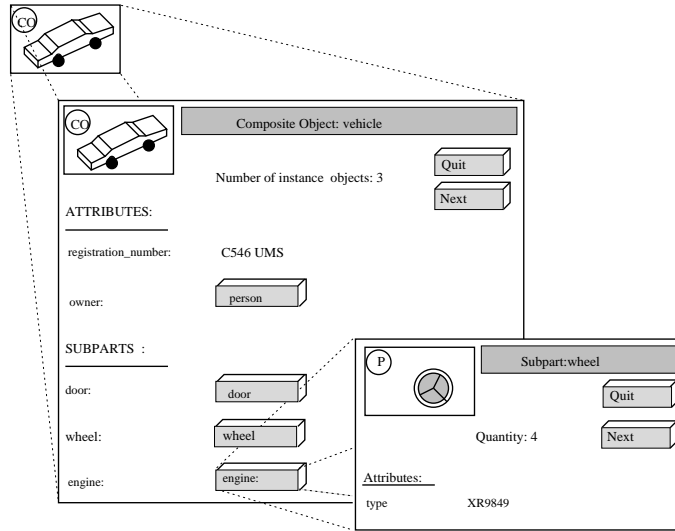 CO
CO
Composite Object: vehicle
Number of instance objects: 3
Quit
Next
ATTRIBUTES:
registration_number: C546 UMS
owner: person
SUBPARTS :
door: door
wheel: wheel
engine: engine:
P
Subpart:wheel
Quit
Quantity: 4
Next
Attributes:
type XR9849